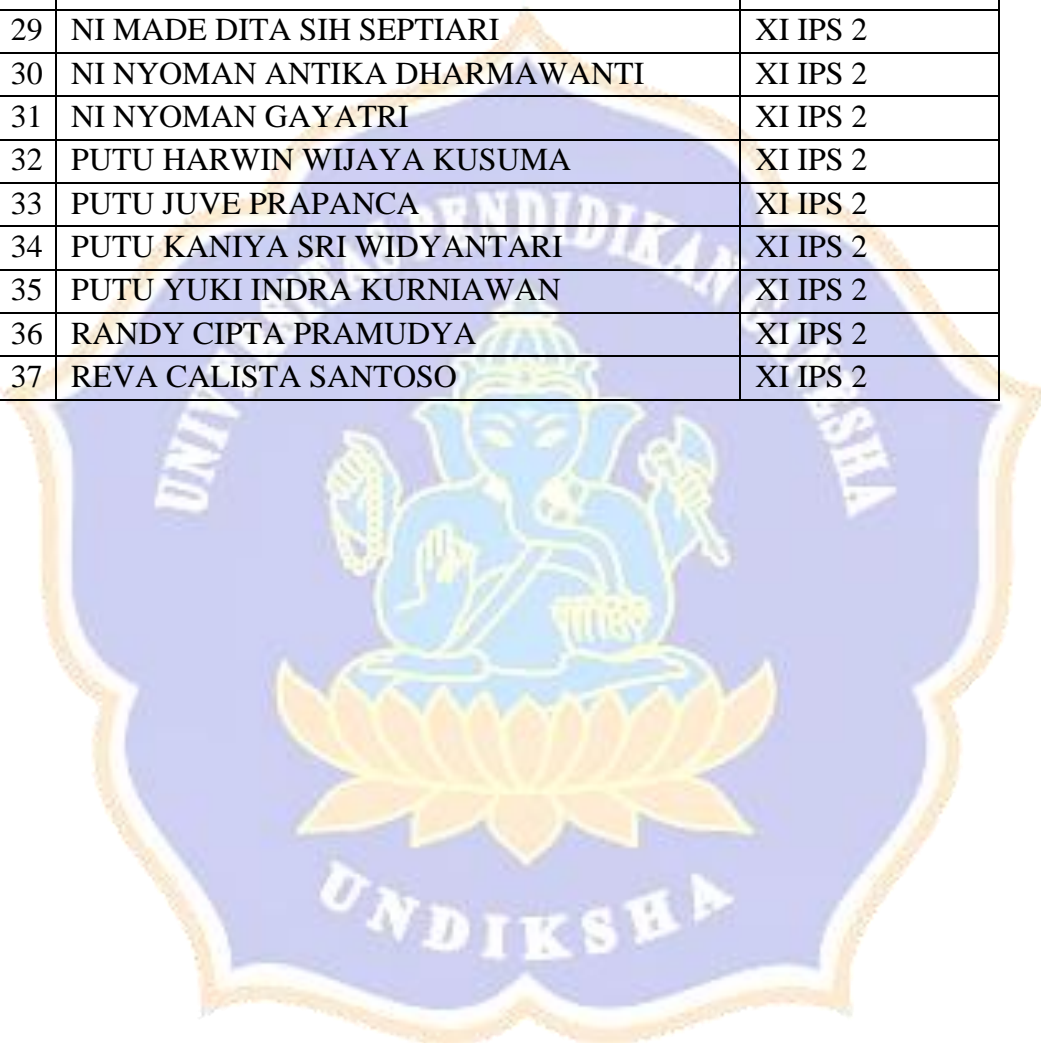 29 NI MADE DITA SIH SEPTIARI XI IPS 2
30 NI NYOMAN ANTIKA DHARMAWANTI XI IPS 2
31 NI NYOMAN GAYATRI XI IPS 2
32 PUTU HARWIN WIJAYA KUSUMA XI IPS 2
33 PUTU JUVE PRAPANCA XI IPS 2
34 PUTU KANIYA SRI WIDYANTARI XI IPS 2
35 PUTU YUKI INDRA KURNIAWAN XI IPS 2
36 RANDY CIPTA PRAMUDYA XI IPS 2
37 REVA CALISTA SANTOSO XI IPS 2
UNIVERSITAS PENDIDIKAN GANESHA
UNDIKSHA